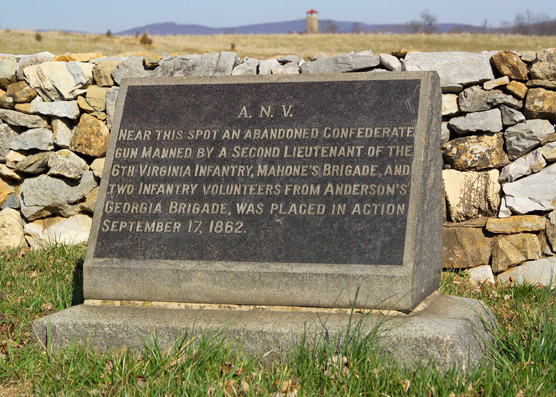 A. N. V.
Near this spot an abandoned Confederate
gun manned by a Second Lieutenant of the
6th Virginia Infantry, Mahone's Brigade, and
two Infantry volunteers from Anderson's
Georgia Brigade, was placed in action
September 17, 1862.